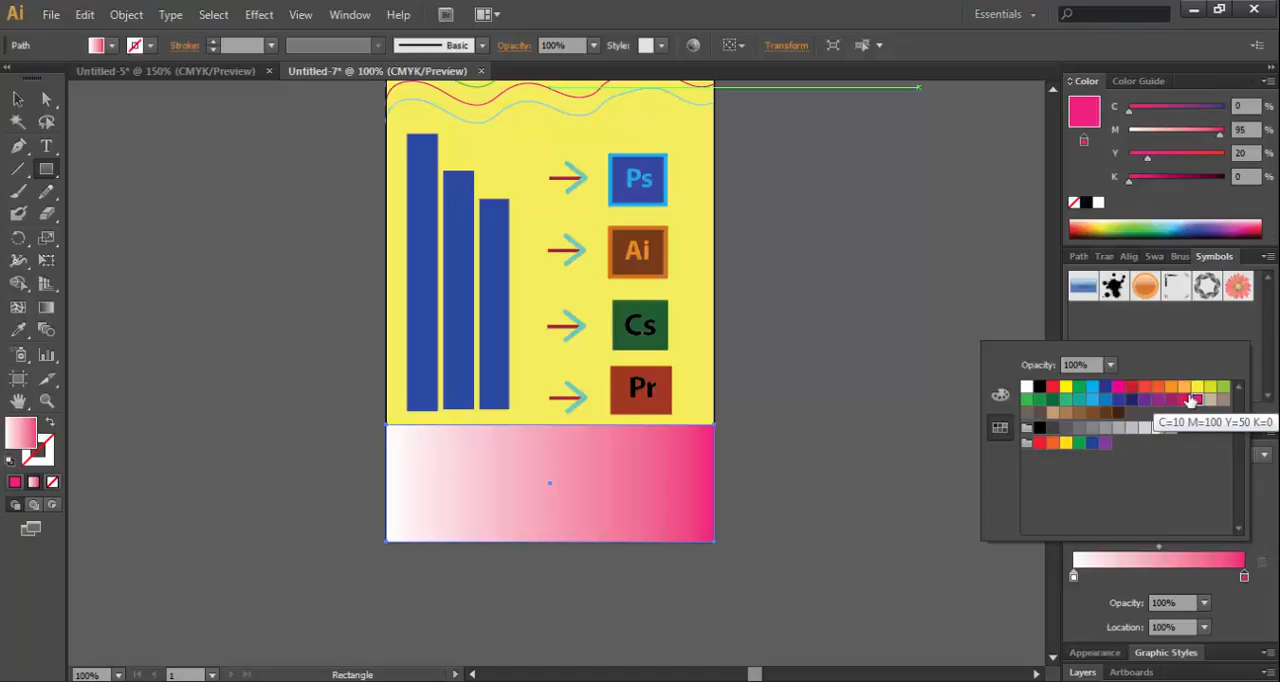 Ai File Edit Object Type Select Effect View Window Help Br Essentials
Path Stroke: Basic Opacity: 100% Style: Transform
Untitled-5* @ 150% (CMYK/Preview) × Untitled-7* @ 100% (CMYK/Preview) ×
Color Color Guide
C 0 %
M 95 %
Y 20 %
K 0 %
Path Tran Alig Swa Brus Symbols
Ps
Ai
Cs
Pr
Opacity: 100%
C=10 M=100 Y=50 K=0
Opacity: 100%
Location: 100%
Appearance Graphic Styles
Layers Artboards
100% 1 Rectangle